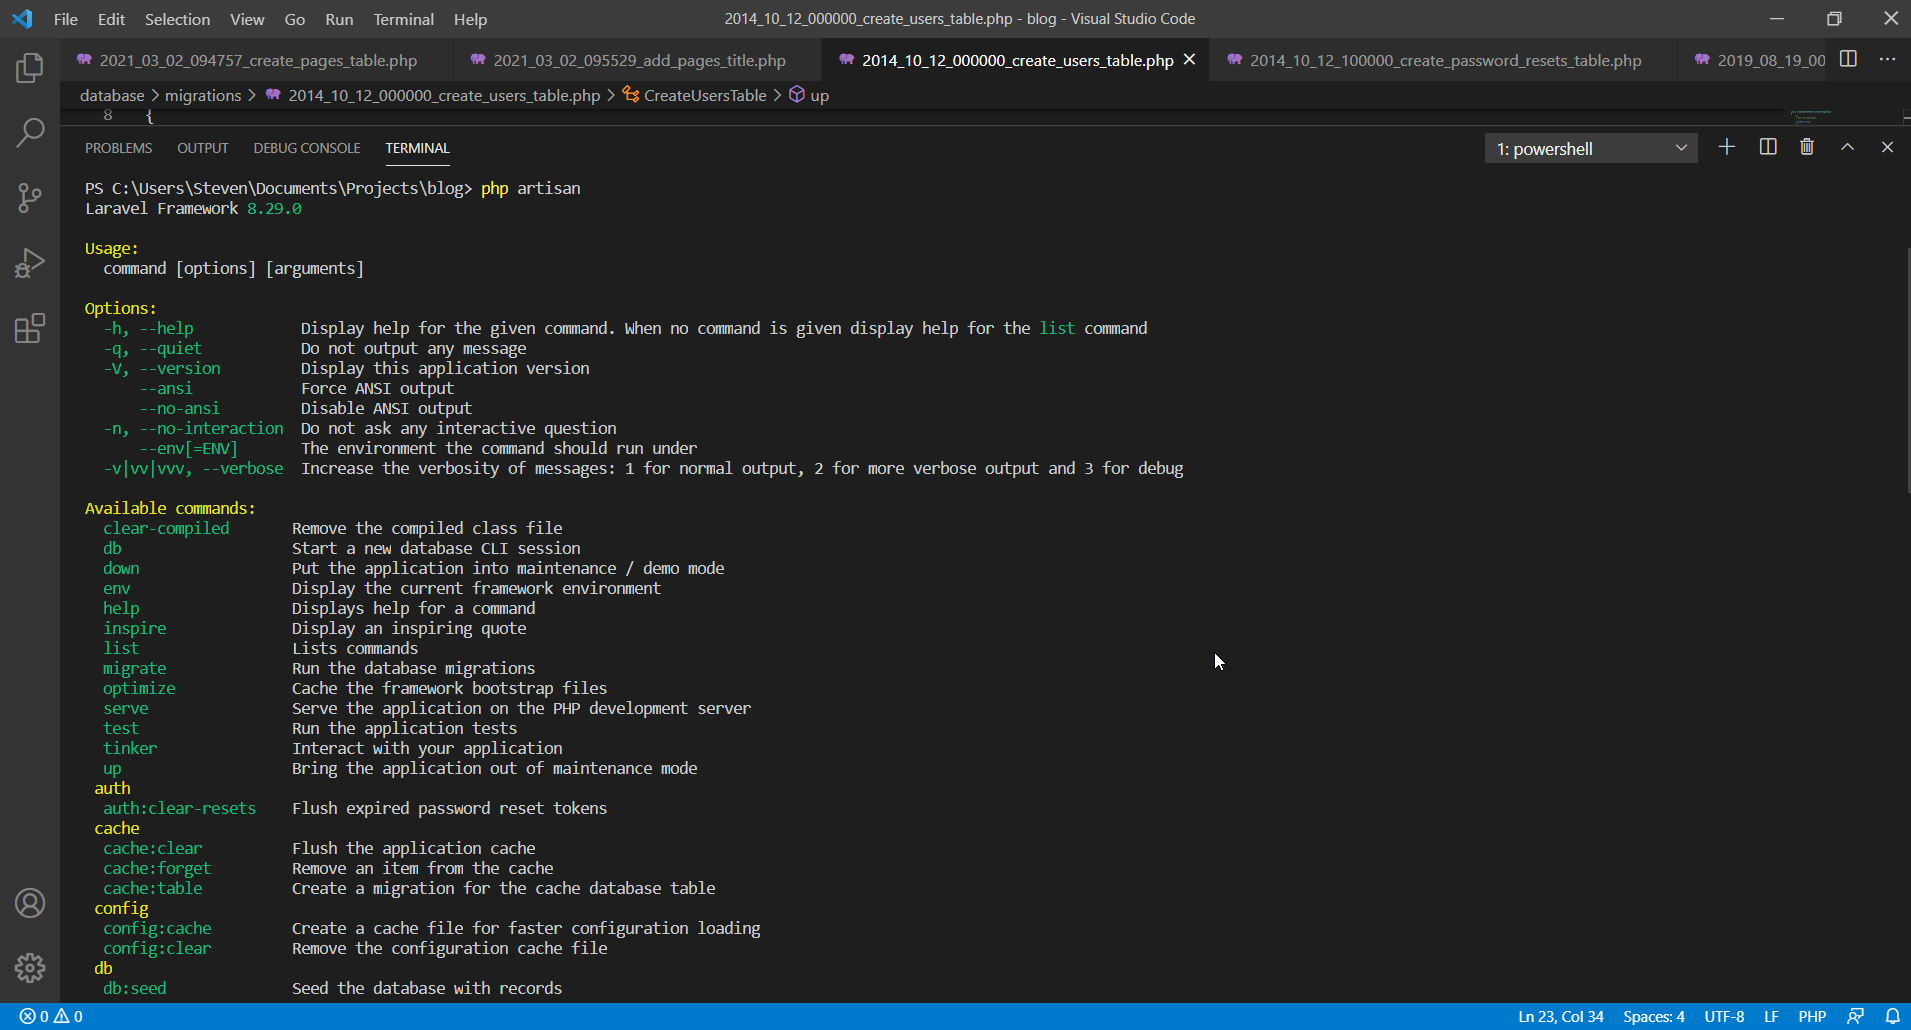 File Edit Selection View Go Run Terminal Help
2014_10_12_000000_create_users_table.php - blog - Visual Studio Code
2021_03_02_094757_create_pages_table.php
2021_03_02_095529_add_pages_title.php
2014_10_12_000000_create_users_table.php
2014_10_12_100000_create_password_resets_table.php
2019_08_19_00
database > migrations > 2014_10_12_000000_create_users_table.php > CreateUsersTable > up
8 {
PROBLEMS OUTPUT DEBUG CONSOLE TERMINAL
1: powershell
PS C:\Users\Steven\Documents\Projects\blog> php artisan
Laravel Framework 8.29.0
Usage:
command [options] [arguments]
Options:
-h, --help Display help for the given command. When no command is given display help for the list command
-q, --quiet Do not output any message
-V, --version Display this application version
--ansi Force ANSI output
--no-ansi Disable ANSI output
-n, --no-interaction Do not ask any interactive question
--env[=ENV] The environment the command should run under
-v|vv|vvv, --verbose Increase the verbosity of messages: 1 for normal output, 2 for more verbose output and 3 for debug
Available commands:
clear-compiled Remove the compiled class file
db Start a new database CLI session
down Put the application into maintenance / demo mode
env Display the current framework environment
help Displays help for a command
inspire Display an inspiring quote
list Lists commands
migrate Run the database migrations
optimize Cache the framework bootstrap files
serve Serve the application on the PHP development server
test Run the application tests
tinker Interact with your application
up Bring the application out of maintenance mode
auth
auth:clear-resets Flush expired password reset tokens
cache
cache:clear Flush the application cache
cache:forget Remove an item from the cache
cache:table Create a migration for the cache database table
config
config:cache Create a cache file for faster configuration loading
config:clear Remove the configuration cache file
db
db:seed Seed the database with records
0 0
Ln 23, Col 34 Spaces: 4 UTF-8 LF PHP